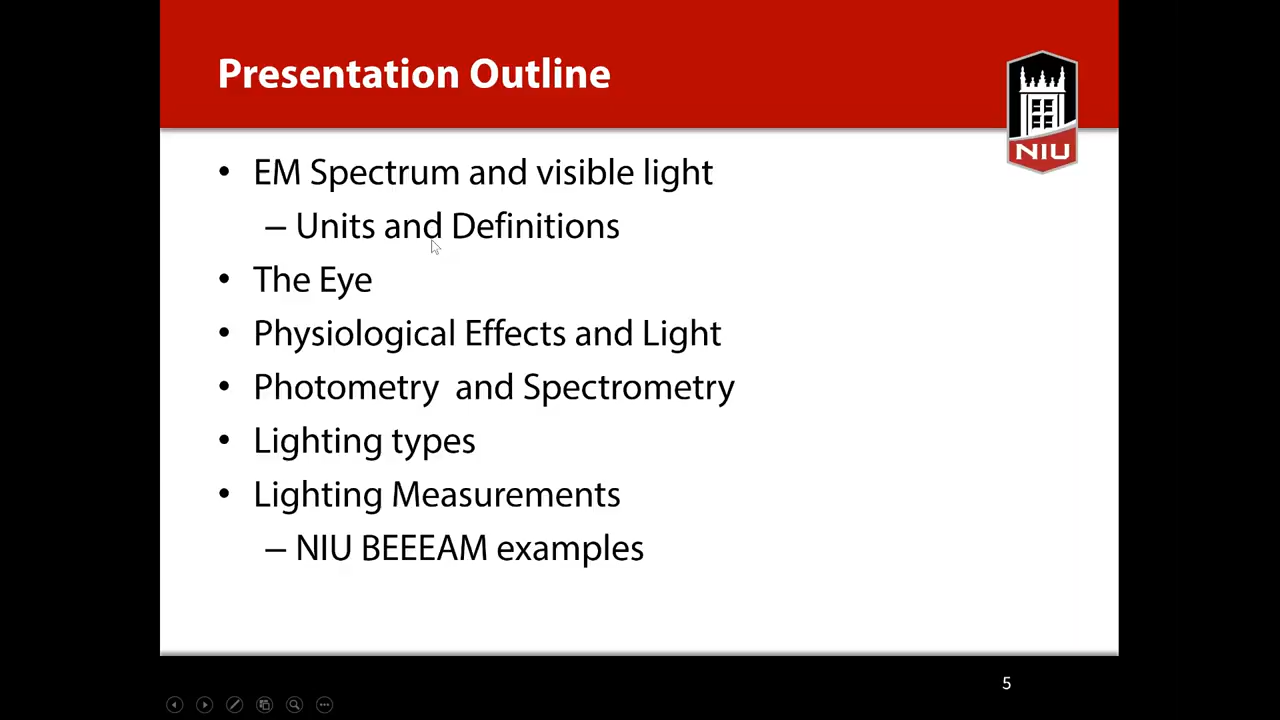 Presentation Outline
NIU
• EM Spectrum and visible light
– Units and Definitions
• The Eye
• Physiological Effects and Light
• Photometry and Spectrometry
• Lighting types
• Lighting Measurements
– NIU BEEEAM examples
5